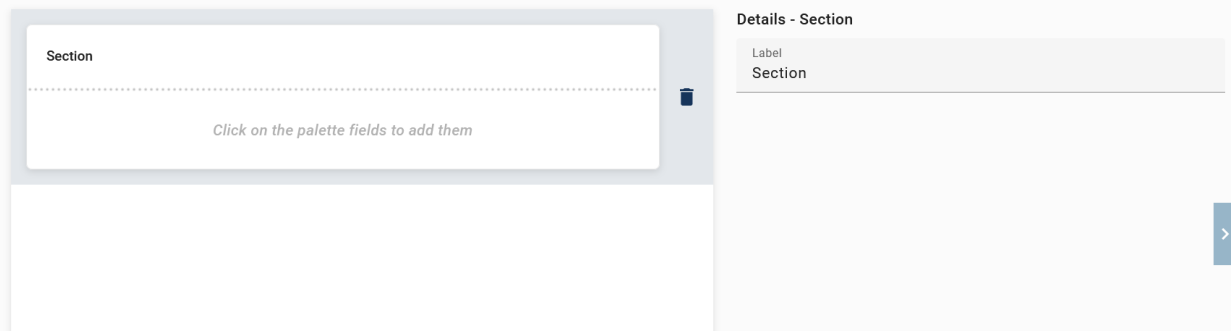 Section
Click on the palette fields to add them
Details - Section
Label
Section